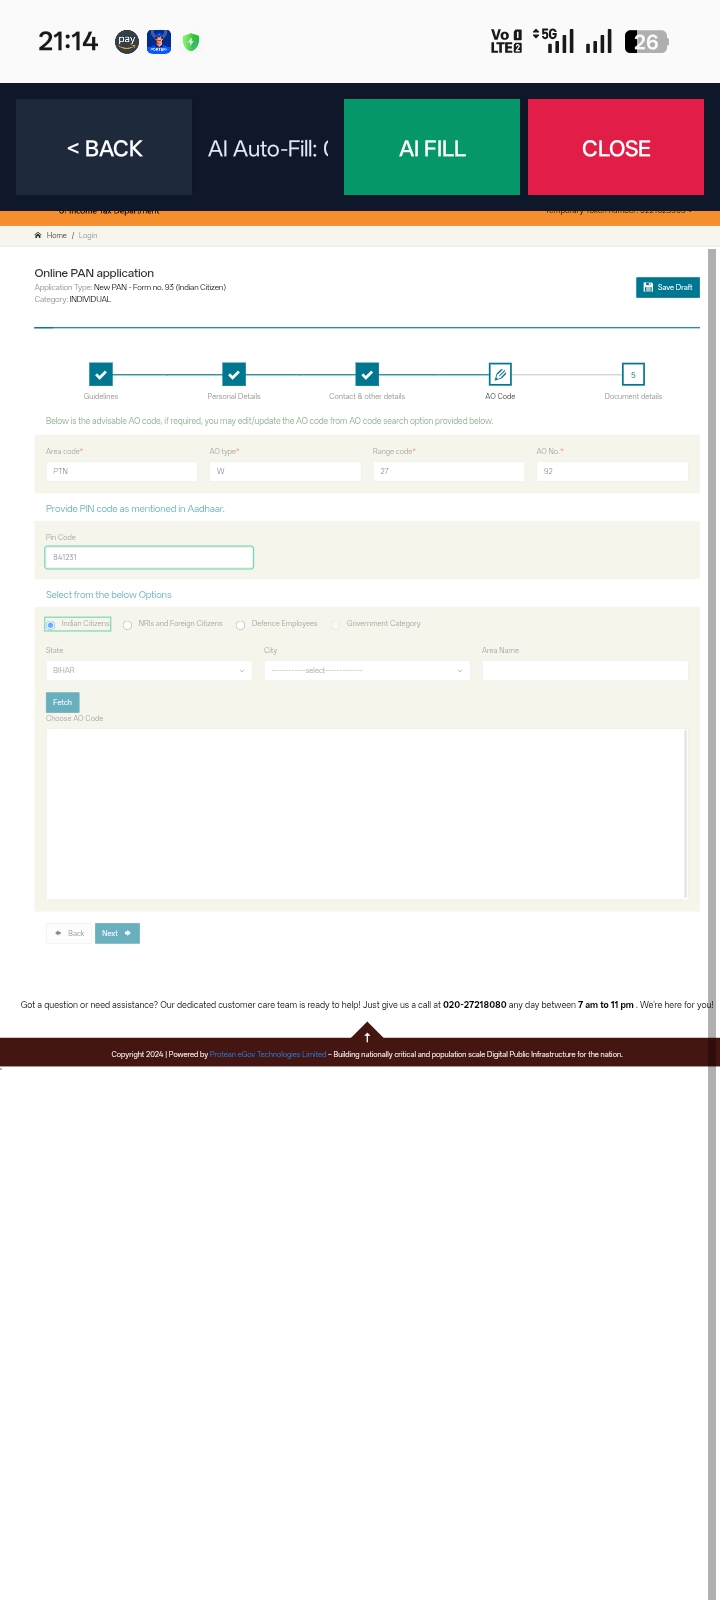 21:14
pay
Vo 1
LTE2
5G
26
< BACK
AI Auto-Fill:
AI FILL
CLOSE
of Income Tax Department
Home / Login
Online PAN application
Application Type: New PAN - Form no. 93 (Indian Citizen)
Category: INDIVIDUAL
Save Draft
5
Guidelines
Personal Details
Contact & other details
AO Code
Document details
Below is the advisable AO code, if required, you may edit/update the AO code from AO code search option provided below.
Area code*
AO type*
Range code*
AO No.*
PTN
W
27
92
Provide PIN code as mentioned in Aadhaar.
Pin Code
841231
Select from the below Options
Indian Citizens
NRIs and Foreign Citizens
Defence Employees
Government Category
State
City
Area Name
BIHAR
------------select-------------
Fetch
Choose AO Code
Back
Next
Got a question or need assistance? Our dedicated customer care team is ready to help! Just give us a call at 020-27218080 any day between 7 am to 11 pm . We're here for you!
Copyright 2024 | Powered by Protean eGov Technologies Limited – Building nationally critical and population scale Digital Public Infrastructure for the nation.